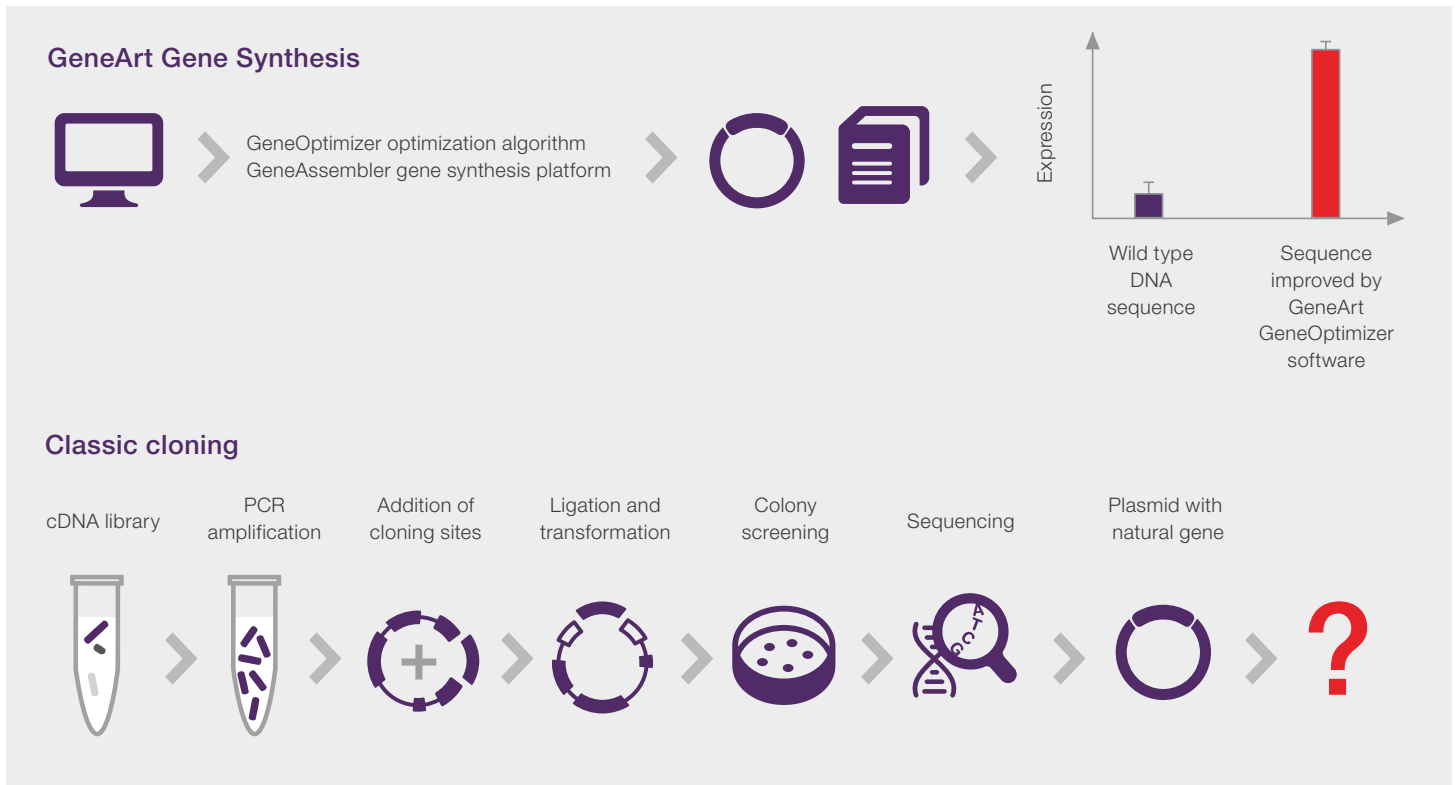 GeneArt Gene Synthesis
GeneOptimizer optimization algorithm
GeneAssembler gene synthesis platform
Expression
Wild type
DNA
sequence
Sequence
improved by
GeneArt
GeneOptimizer
software
Classic cloning
cDNA library
PCR
amplification
Addition of
cloning sites
Ligation and
transformation
Colony
screening
Sequencing
Plasmid with
natural gene
+
A
T
C
G
?